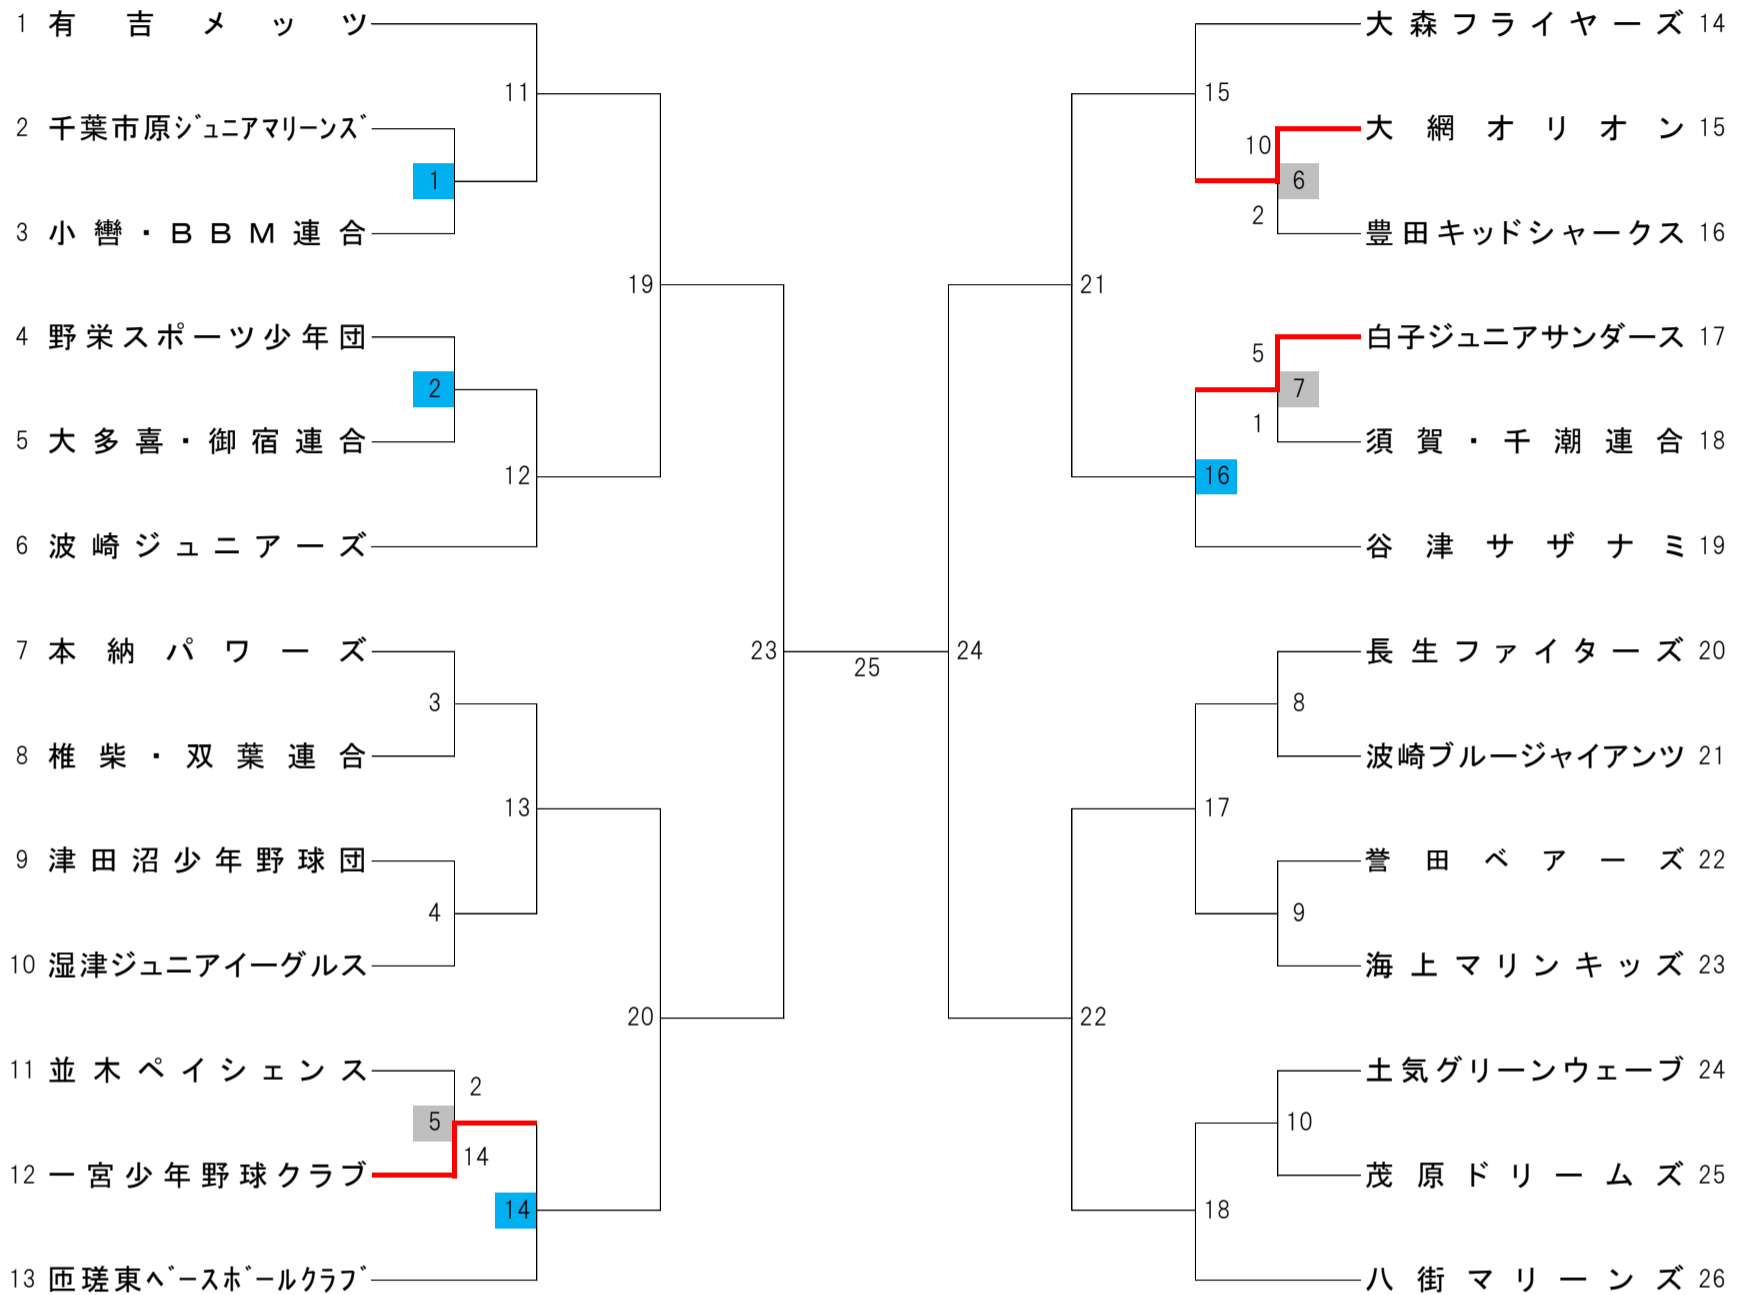 1 有吉メッツ
11
2 千葉市原ｼﾞｭﾆｱﾏﾘｰﾝｽﾞ
1
3 小轡・ＢＢＭ連合
19
4 野栄スポーツ少年団
2
5 大多喜・御宿連合
12
6 波崎ジュニアーズ
7 本納パワーズ
3
8 椎柴・双葉連合
13
9 津田沼少年野球団
4
10 湿津ジュニアイーグルス
20
11 並木ペイシェンス
2
5
14
12 一宮少年野球クラブ
14
13 匝瑳東ﾍﾞｰｽﾎﾞｰﾙｸﾗﾌﾞ
23
25
24
大森フライヤーズ 14
15
大網オリオン 15
10
6
2
豊田キッドシャークス 16
21
白子ジュニアサンダース 17
5
7
1
須賀・千潮連合 18
16
谷津サザナミ 19
長生ファイターズ 20
8
波崎ブルージャイアンツ 21
17
誉田ベアーズ 22
9
海上マリンキッズ 23
22
土気グリーンウェーブ 24
10
茂原ドリームズ 25
18
八街マリーンズ 26